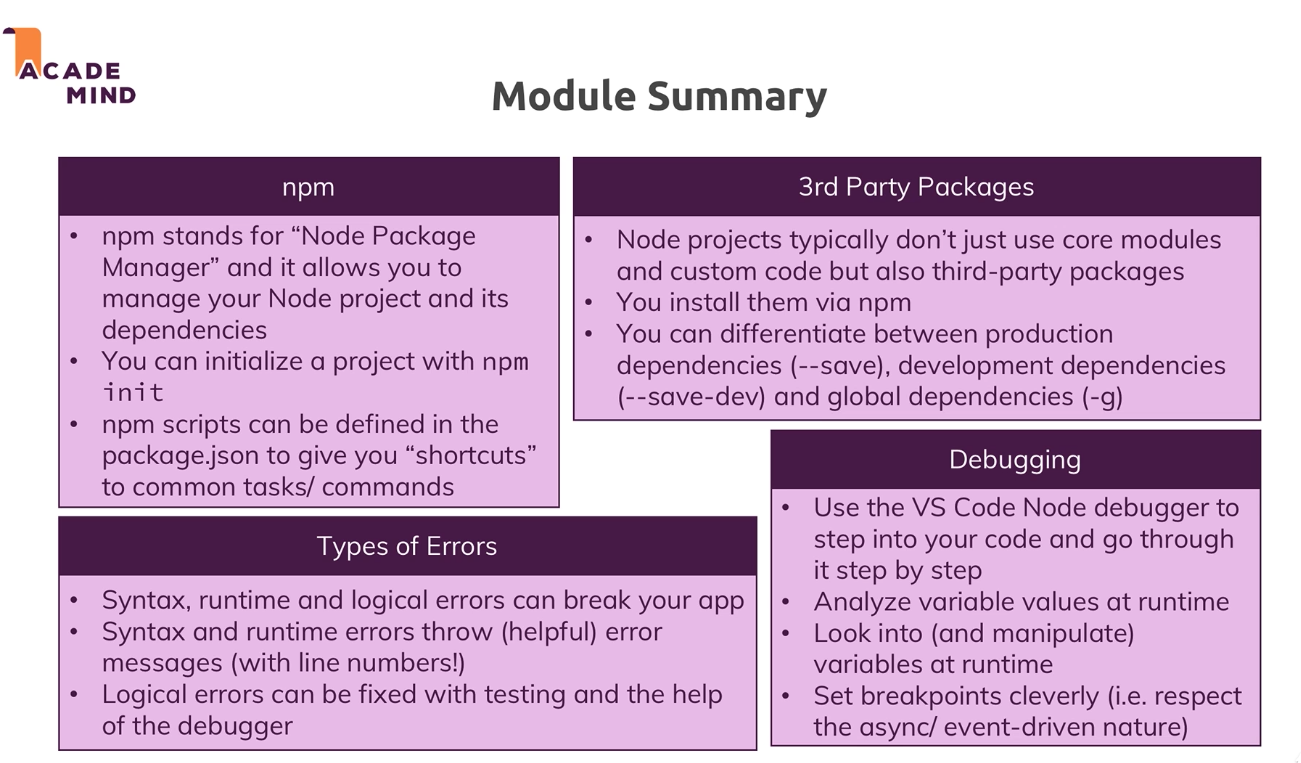 ACADE
MIND
Module Summary
npm
• npm stands for “Node Package
Manager” and it allows you to
manage your Node project and its
dependencies
• You can initialize a project with npm
init
• npm scripts can be defined in the
package.json to give you “shortcuts”
to common tasks/ commands
3rd Party Packages
• Node projects typically don’t just use core modules
and custom code but also third-party packages
• You install them via npm
• You can differentiate between production
dependencies (--save), development dependencies
(--save-dev) and global dependencies (-g)
Types of Errors
• Syntax, runtime and logical errors can break your app
• Syntax and runtime errors throw (helpful) error
messages (with line numbers!)
• Logical errors can be fixed with testing and the help
of the debugger
Debugging
• Use the VS Code Node debugger to
step into your code and go through
it step by step
• Analyze variable values at runtime
• Look into (and manipulate)
variables at runtime
• Set breakpoints cleverly (i.e. respect
the async/ event-driven nature)